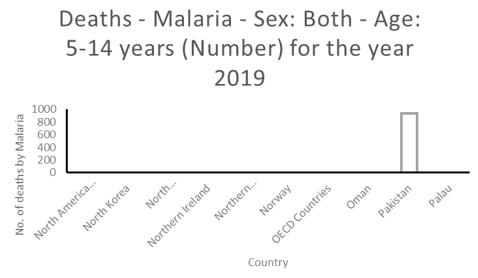 Deaths - Malaria - Sex: Both - Age:
5-14 years (Number) for the year
2019
No. of deaths by Malaria
1000
800
600
400
200
0
North America...
North Korea
North...
Northern Ireland
Northern...
Norway
OECD Countries
Oman
Pakistan
Palau
Country